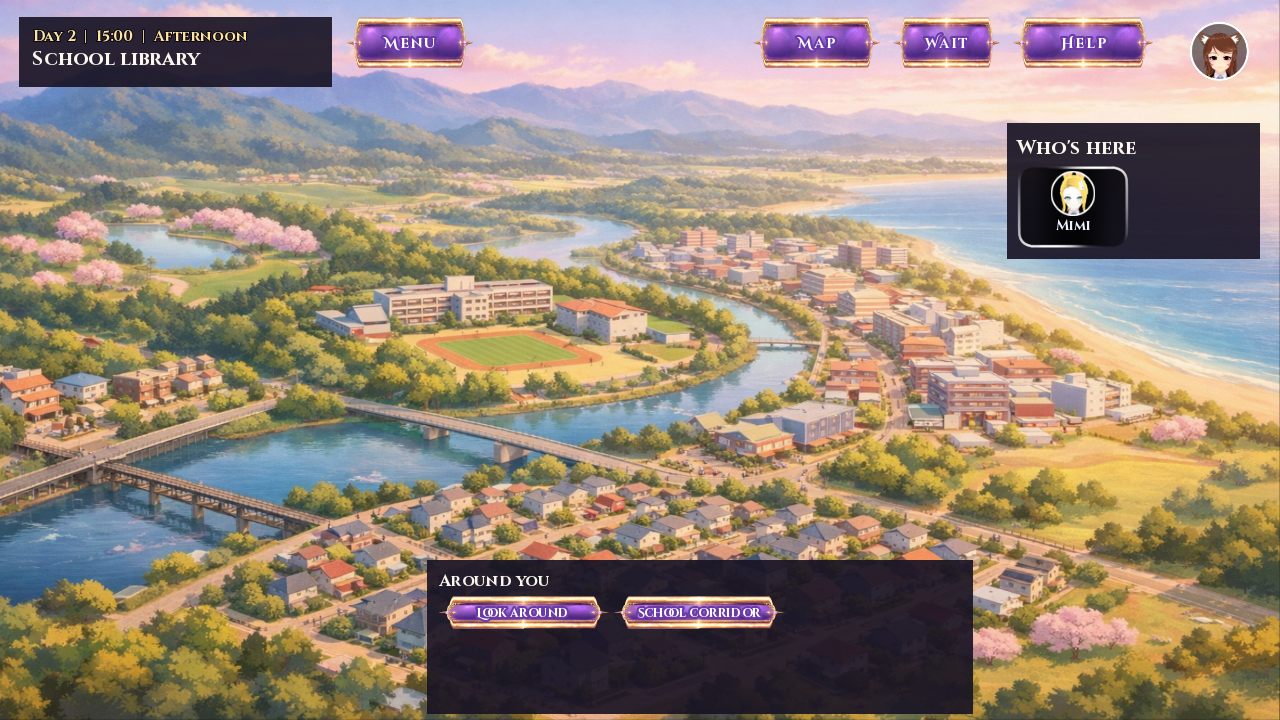 Day 2 | 15:00 | Afternoon
School library
Menu
Map
Wait
Help
Who's here
Mimi
Around you
Look around
School corridor